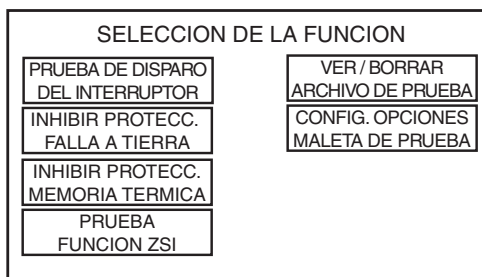 SELECCION DE LA FUNCION
PRUEBA DE DISPARO
DEL INTERRUPTOR
INHIBIR PROTECC.
FALLA A TIERRA
INHIBIR PROTECC.
MEMORIA TERMICA
PRUEBA
FUNCION ZSI
VER / BORRAR
ARCHIVO DE PRUEBA
CONFIG. OPCIONES
MALETA DE PRUEBA